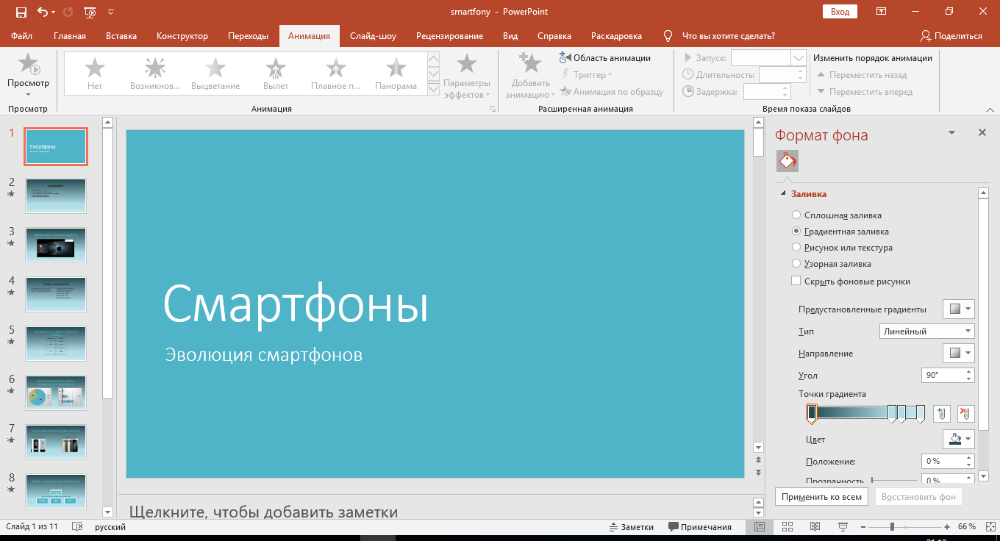 smartfony - PowerPoint
Вход
Файл Главная Вставка Конструктор Переходы Анимация Слайд-шоу Рецензирование Вид Справка Раскадровка Что вы хотите сделать? Поделиться
Просмотр
Просмотр
Нет Возникнов... Выцветание Вылет Плавное п... Панорама
Параметры
эффектов
Анимация
Добавить
анимацию
Область анимации
Триггер
Анимация по образцу
Расширенная анимация
Запуск:
Длительность:
Задержка:
Изменить порядок анимации
Переместить назад
Переместить вперед
Время показа слайдов
1
Смартфоны
2
3
4
5
6
7
8
Смартфоны
Эволюция смартфонов
Щелкните, чтобы добавить заметки
Формат фона
Заливка
Сплошная заливка
Градиентная заливка
Рисунок или текстура
Узорная заливка
Скрыть фоновые рисунки
Предустановленные градиенты
Тип Линейный
Направление
Угол 90°
Точки градиента
Цвет
Положение: 0 %
Прозрачность 0 %
Применить ко всем Восстановить фон
Слайд 1 из 11 русский Заметки Примечания 66 %